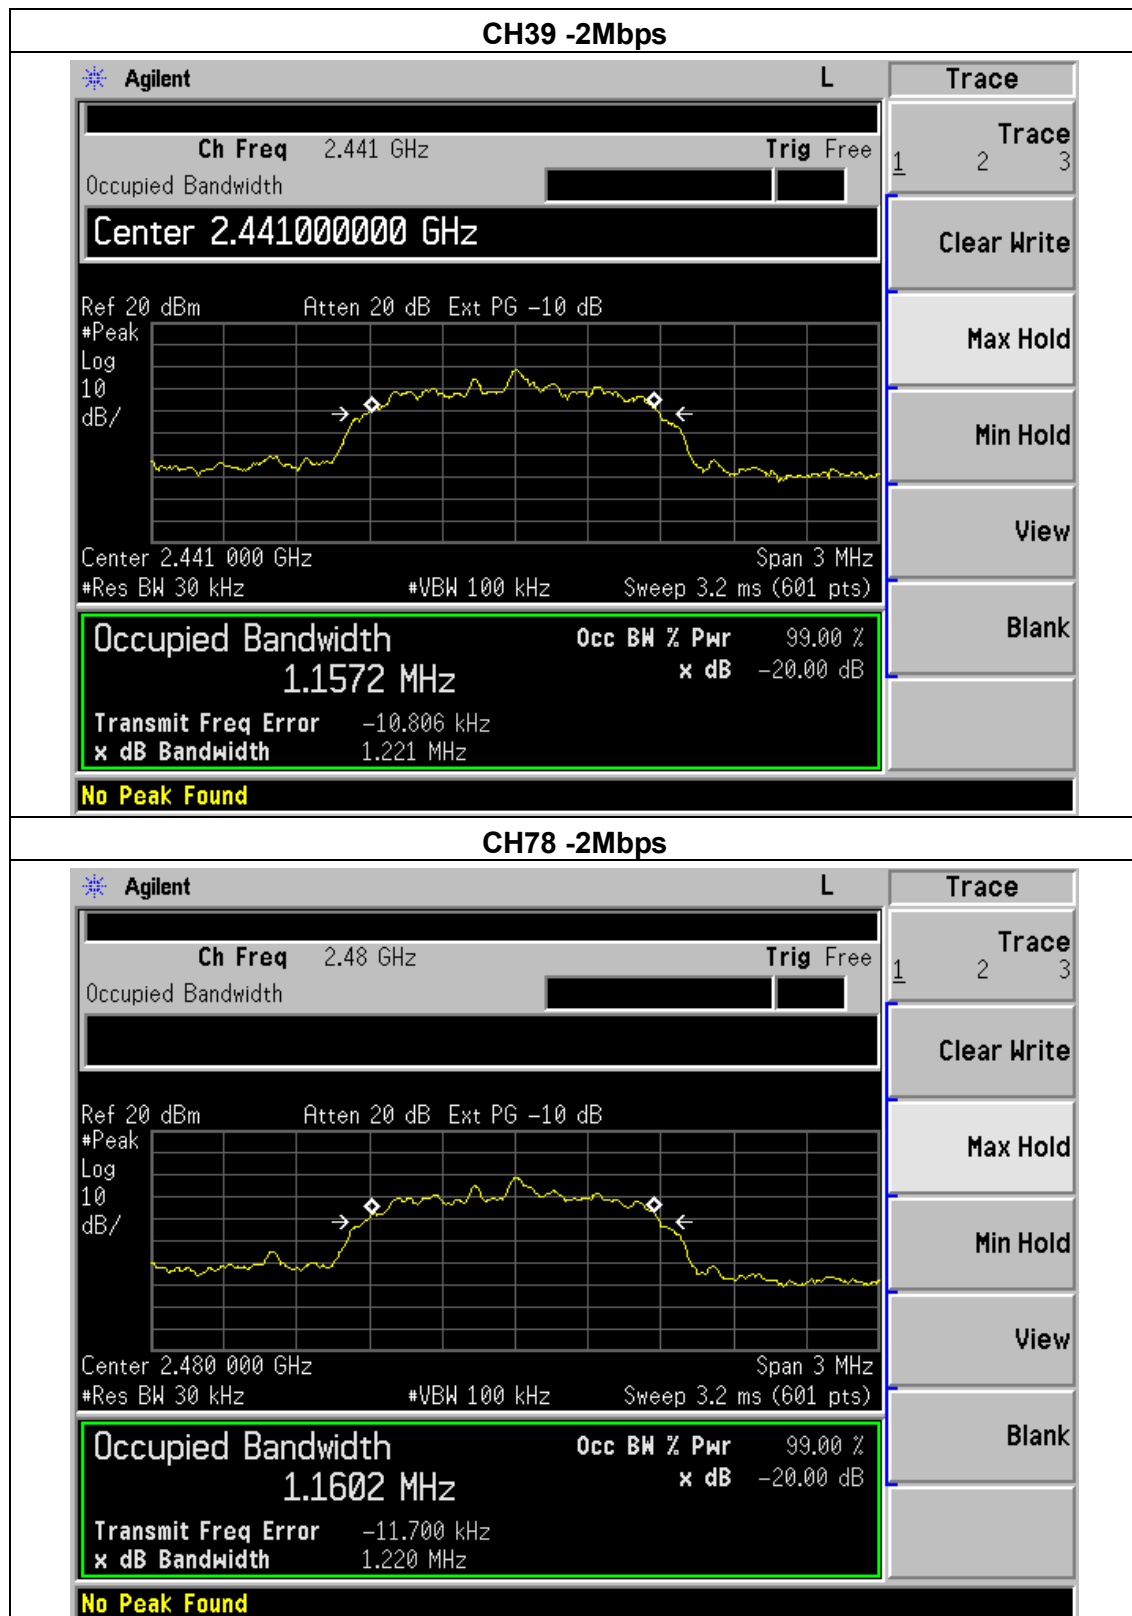 CH39 -2Mbps
Agilent L Trace
Ch Freq 2.441 GHz Trig Free
Trace
1 2 3
Occupied Bandwidth
Center 2.441000000 GHz
Clear Write
Ref 20 dBm Atten 20 dB Ext PG -10 dB
#Peak
Log
10
dB/
Max Hold
Min Hold
View
Center 2.441 000 GHz Span 3 MHz
#Res BW 30 kHz #VBW 100 kHz Sweep 3.2 ms (601 pts)
Blank
Occupied Bandwidth Occ BW % Pwr 99.00 %
1.1572 MHz x dB -20.00 dB
Transmit Freq Error -10.806 kHz
x dB Bandwidth 1.221 MHz
No Peak Found
CH78 -2Mbps
Agilent L Trace
Ch Freq 2.48 GHz Trig Free
Trace
1 2 3
Occupied Bandwidth
Clear Write
Ref 20 dBm Atten 20 dB Ext PG -10 dB
#Peak
Log
10
dB/
Max Hold
Min Hold
View
Center 2.480 000 GHz Span 3 MHz
#Res BW 30 kHz #VBW 100 kHz Sweep 3.2 ms (601 pts)
Blank
Occupied Bandwidth Occ BW % Pwr 99.00 %
1.1602 MHz x dB -20.00 dB
Transmit Freq Error -11.700 kHz
x dB Bandwidth 1.220 MHz
No Peak Found